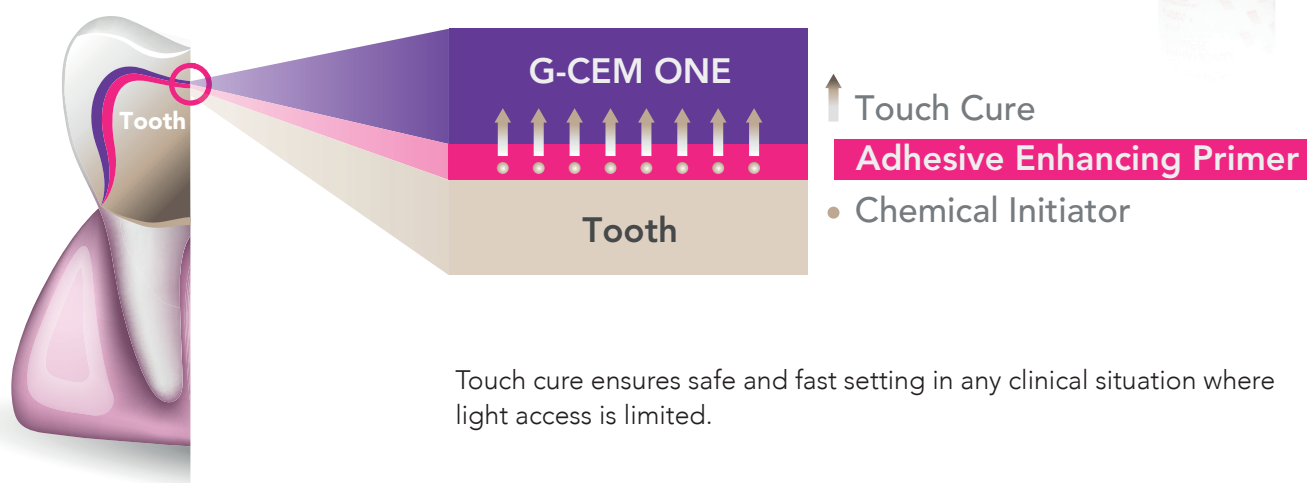 Tooth
G-CEM ONE
Tooth
Touch Cure
Adhesive Enhancing Primer
Chemical Initiator
Touch cure ensures safe and fast setting in any clinical situation where
light access is limited.